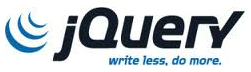 jQuery
write less, do more.